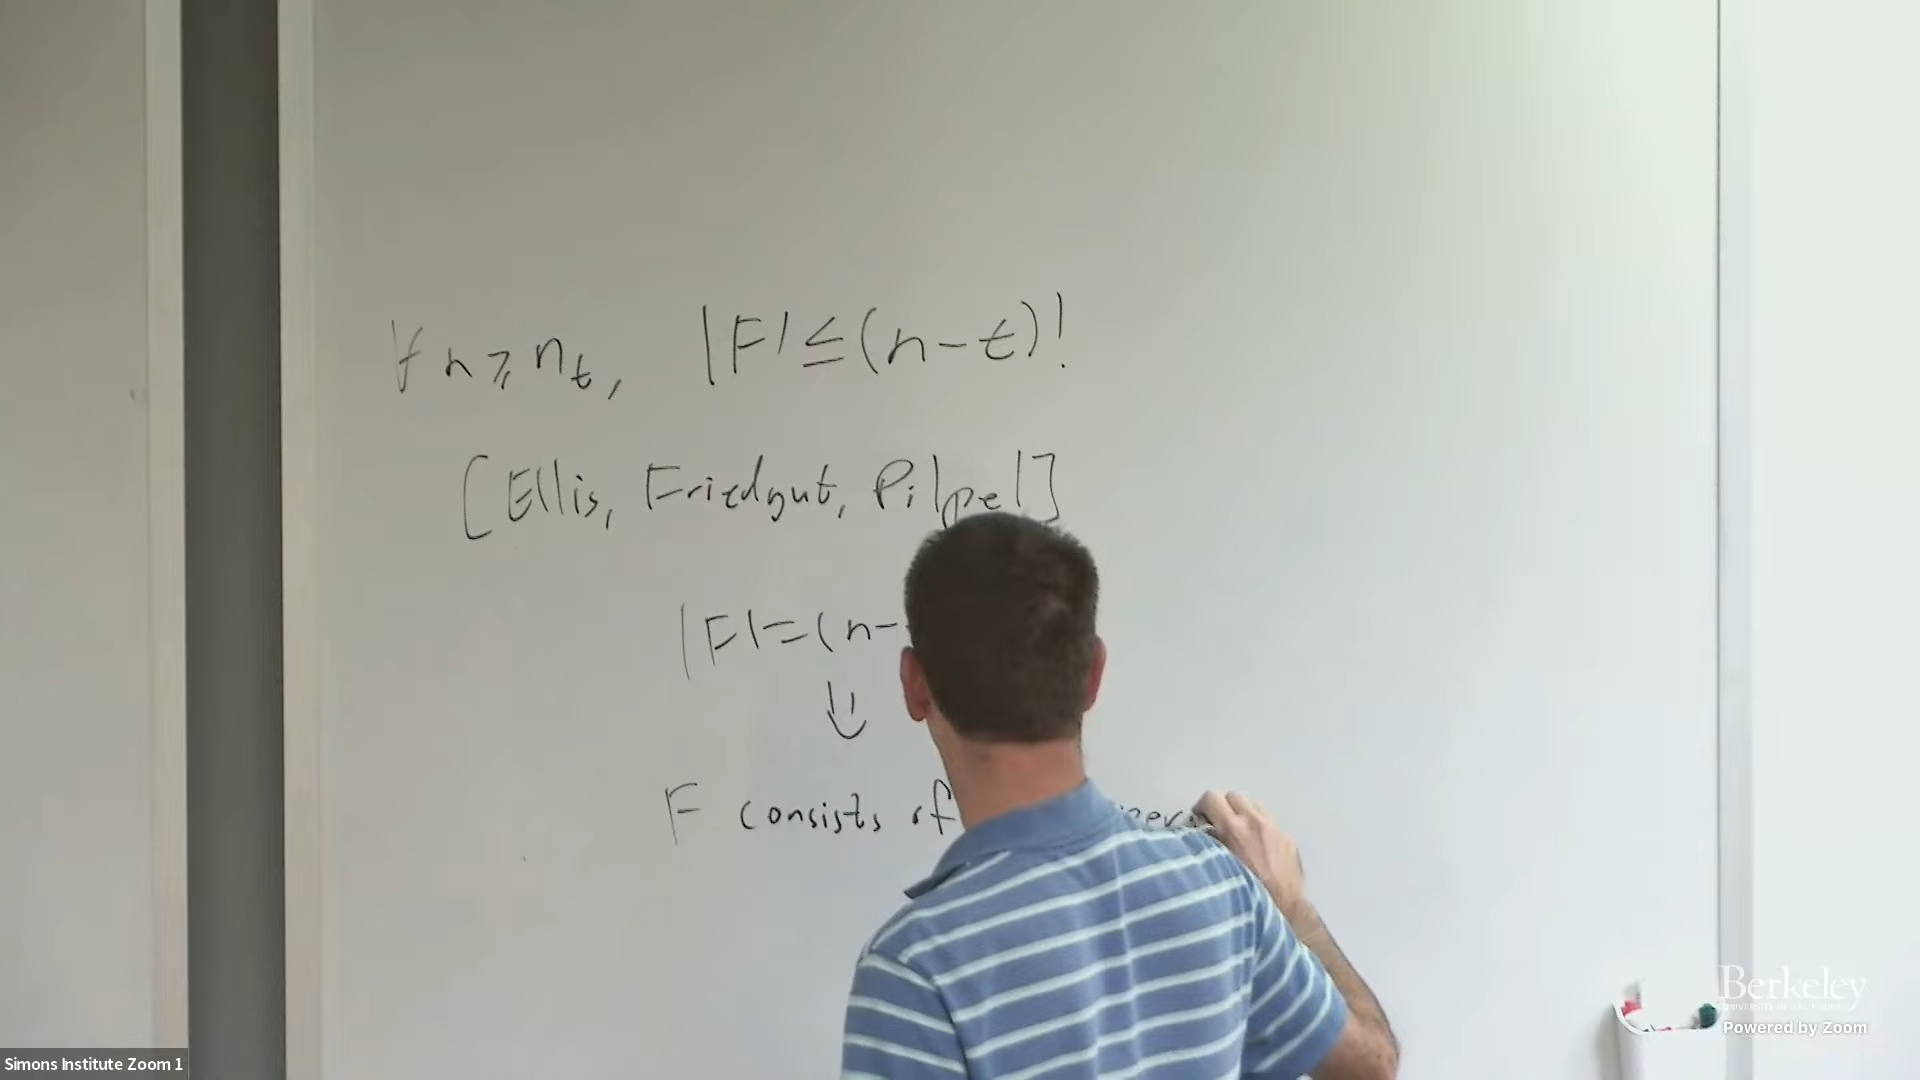 ∀ n ≥ n_t, |F| ≤ (n-t)!
[Ellis, Friedgut, Pilpel]
|F| = (n-
⇓
F consists of
Berkeley
Powered by Zoom
Simons Institute Zoom 1